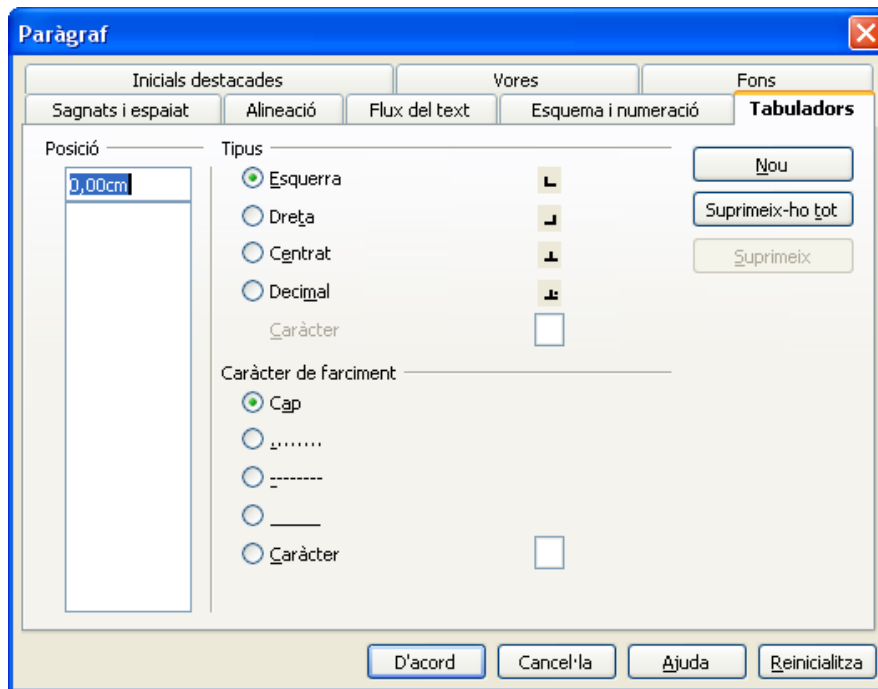 Paràgraf
Inicials destacades Vores Fons
Sagnats i espaiat Alineació Flux del text Esquema i numeració Tabuladors
Posició Tipus
0,00cm
Esquerra
Dreta
Centrat
Decimal
Caràcter
Nou
Suprimeix-ho tot
Suprimeix
Caràcter de farciment
Cap
........
--------
_____
Caràcter
D'acord Cancel·la Ajuda Reinicialitza